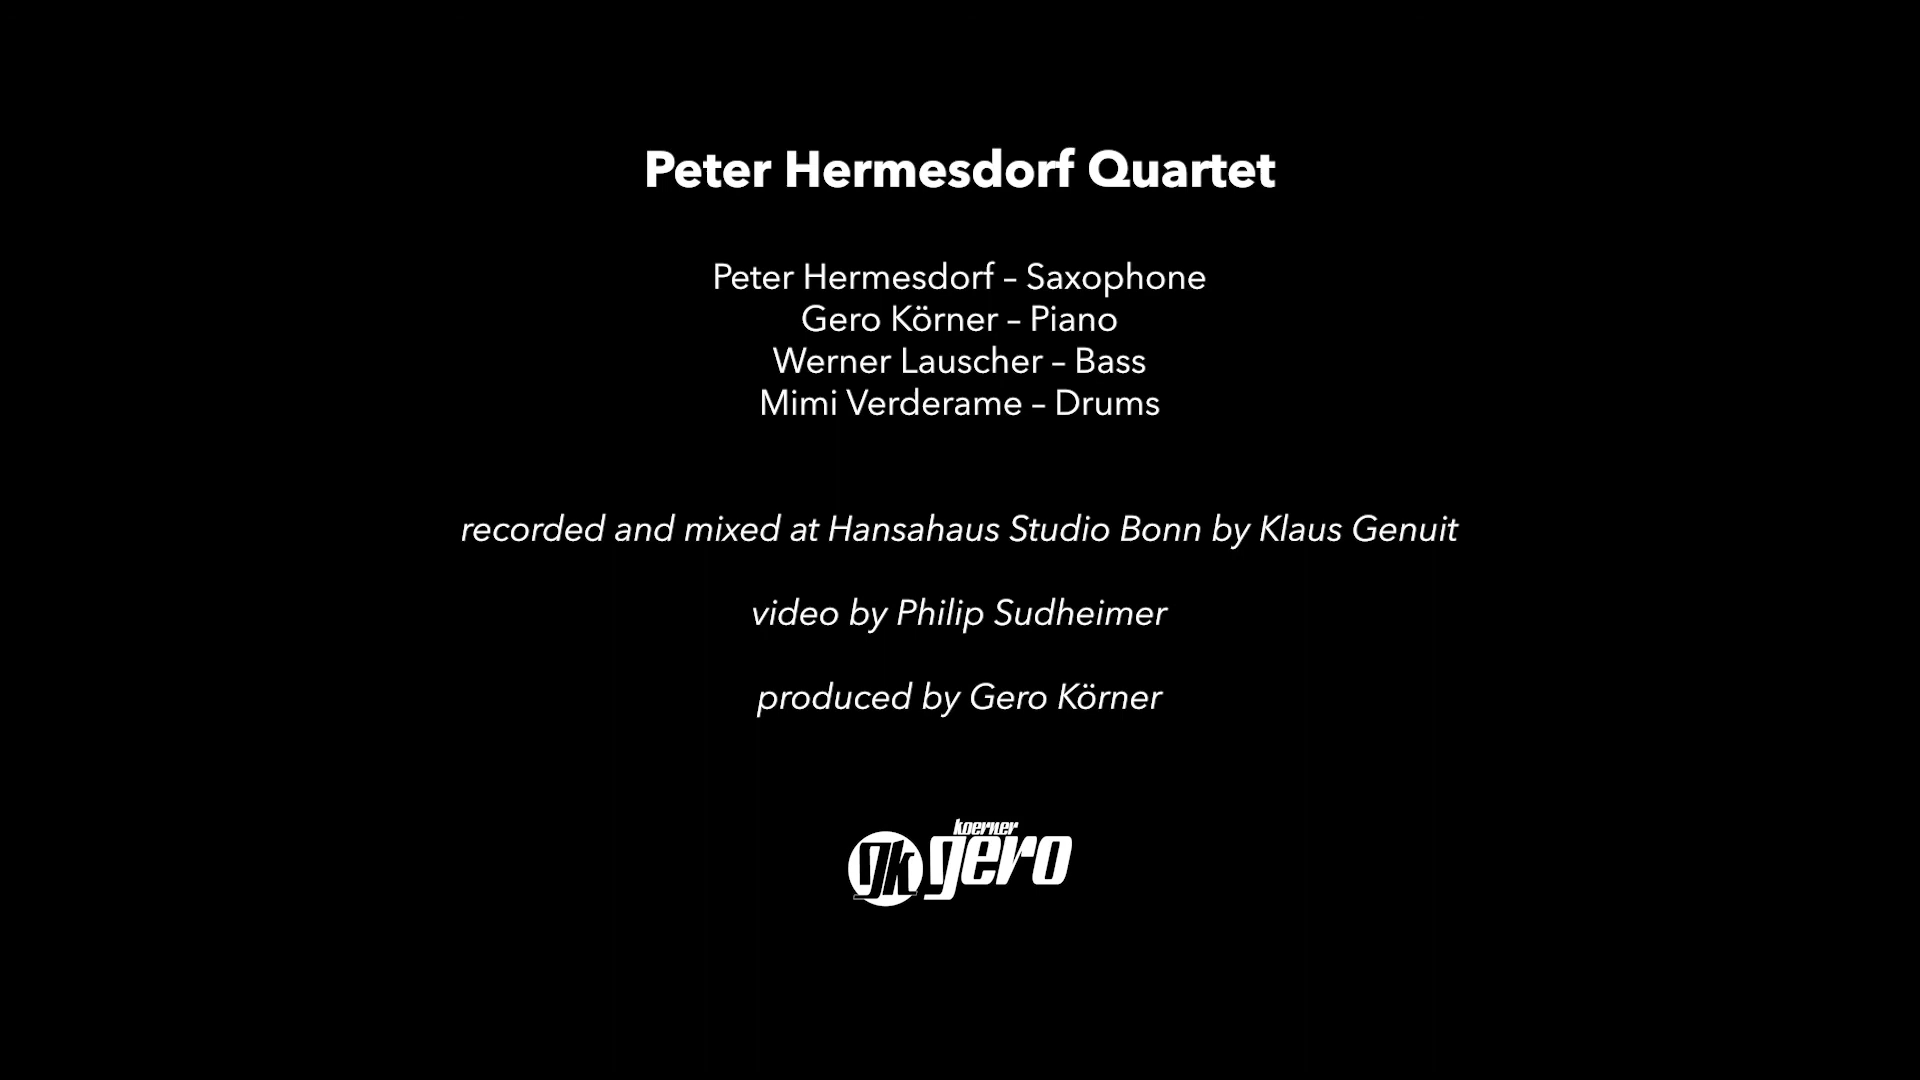 Peter Hermesdorf Quartet
Peter Hermesdorf – Saxophone
Gero Körner – Piano
Werner Lauscher – Bass
Mimi Verderame – Drums
recorded and mixed at Hansahaus Studio Bonn by Klaus Genuit
video by Philip Sudheimer
produced by Gero Körner
koerner
gk gero